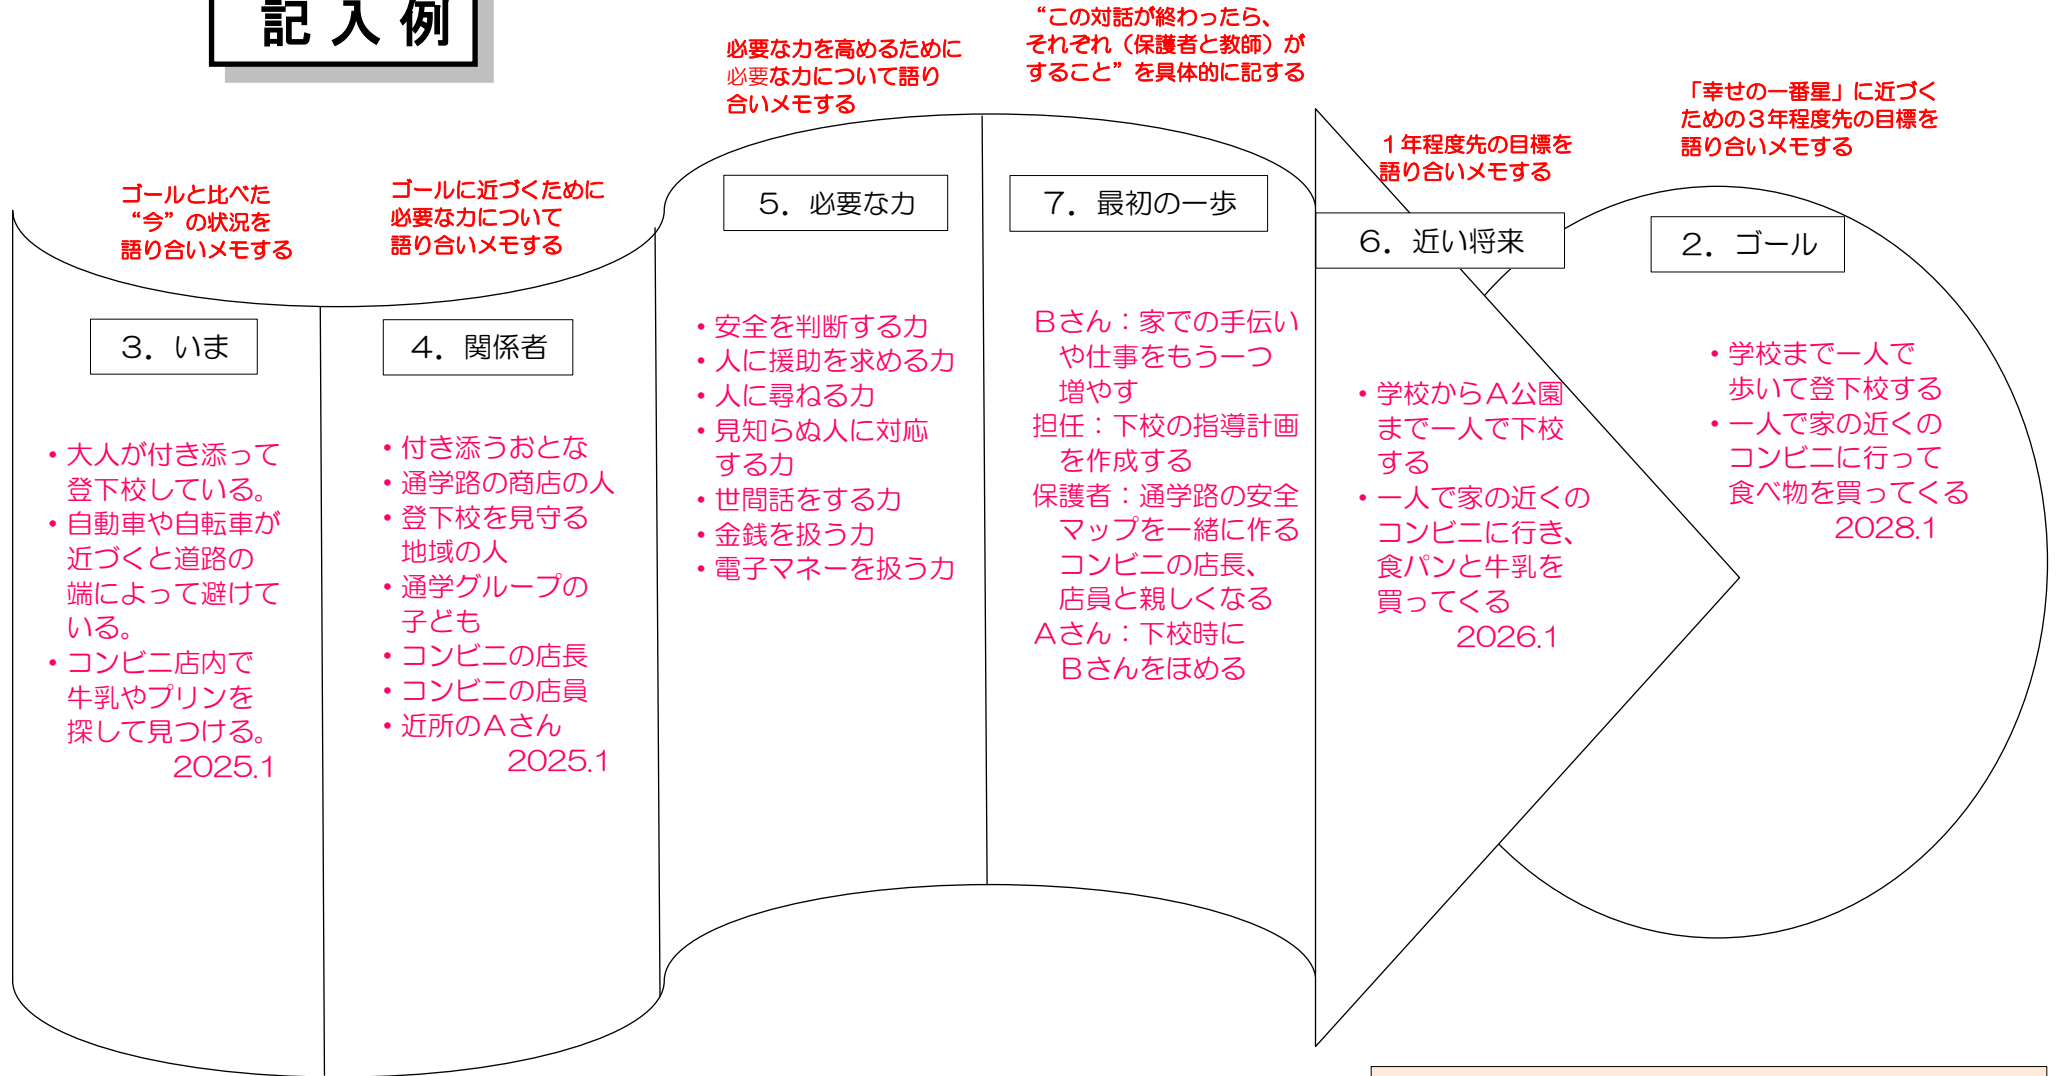 記入例
ゴールと比べた
“今”の状況を
語り合いメモする
3．いま
・大人が付き添って
登下校している。
・自動車や自転車が
近づくと道路の
端によって避けて
いる。
・コンビニ店内で
牛乳やプリンを
探して見つける。
2025.1
ゴールに近づくために
必要な力について
語り合いメモする
4．関係者
・付き添うおとな
・通学路の商店の人
・登下校を見守る
地域の人
・通学グループの
子ども
・コンビニの店長
・コンビニの店員
・近所のAさん
2025.1
必要な力を高めるために
必要な力について語り
合いメモする
5．必要な力
・安全を判断する力
・人に援助を求める力
・人に尋ねる力
・見知らぬ人に対応
する力
・世間話をする力
・金銭を扱う力
・電子マネーを扱う力
“この対話が終わったら、
それぞれ（保護者と教師）が
すること”を具体的に記する
7．最初の一歩
Bさん：家での手伝い
や仕事をもう一つ
増やす
担任：下校の指導計画
を作成する
保護者：通学路の安全
マップを一緒に作る
コンビニの店長、
店員と親しくなる
Aさん：下校時に
Bさんをほめる
1年程度先の目標を
語り合いメモする
6．近い将来
・学校からA公園
まで一人で下校
する
・一人で家の近くの
コンビニに行き、
食パンと牛乳を
買ってくる
2026.1
「幸せの一番星」に近づく
ための3年程度先の目標を
語り合いメモする
2．ゴール
・学校まで一人で
歩いて登下校する
・一人で家の近くの
コンビニに行って
食べ物を買ってくる
2028.1